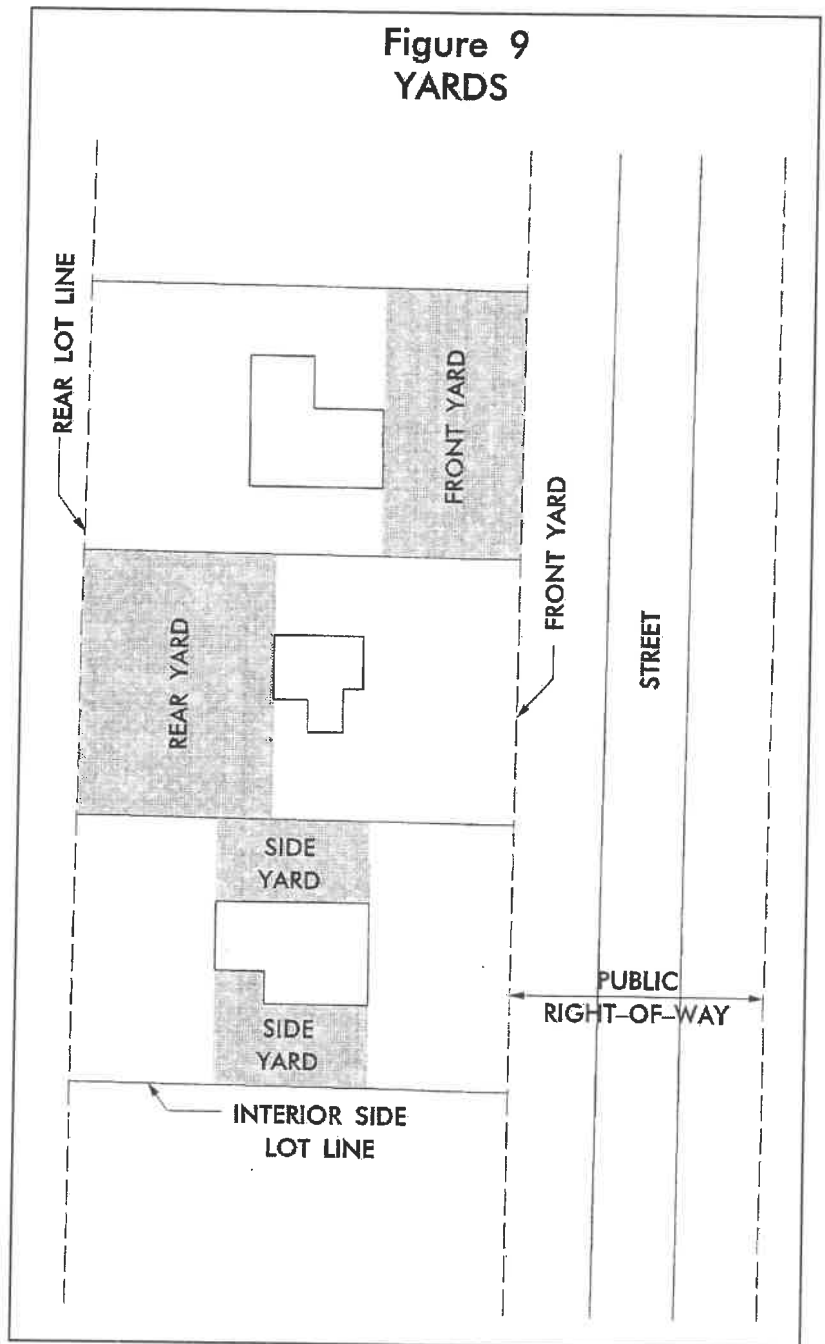 Figure 9
YARDS
REAR LOT LINE
FRONT YARD
FRONT YARD
REAR YARD
STREET
SIDE
YARD
PUBLIC
RIGHT–OF–WAY
SIDE
YARD
INTERIOR SIDE
LOT LINE